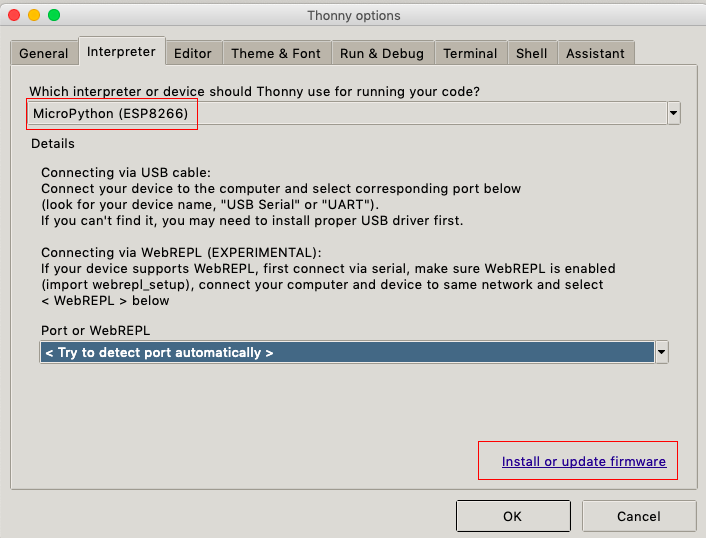 Thonny options
General Interpreter Editor Theme & Font Run & Debug Terminal Shell Assistant
Which interpreter or device should Thonny use for running your code?
MicroPython (ESP8266)
Details
Connecting via USB cable:
Connect your device to the computer and select corresponding port below
(look for your device name, "USB Serial" or "UART").
If you can't find it, you may need to install proper USB driver first.
Connecting via WebREPL (EXPERIMENTAL):
If your device supports WebREPL, first connect via serial, make sure WebREPL is enabled
(import webrepl_setup), connect your computer and device to same network and select
< WebREPL > below
Port or WebREPL
< Try to detect port automatically >
Install or update firmware
OK Cancel